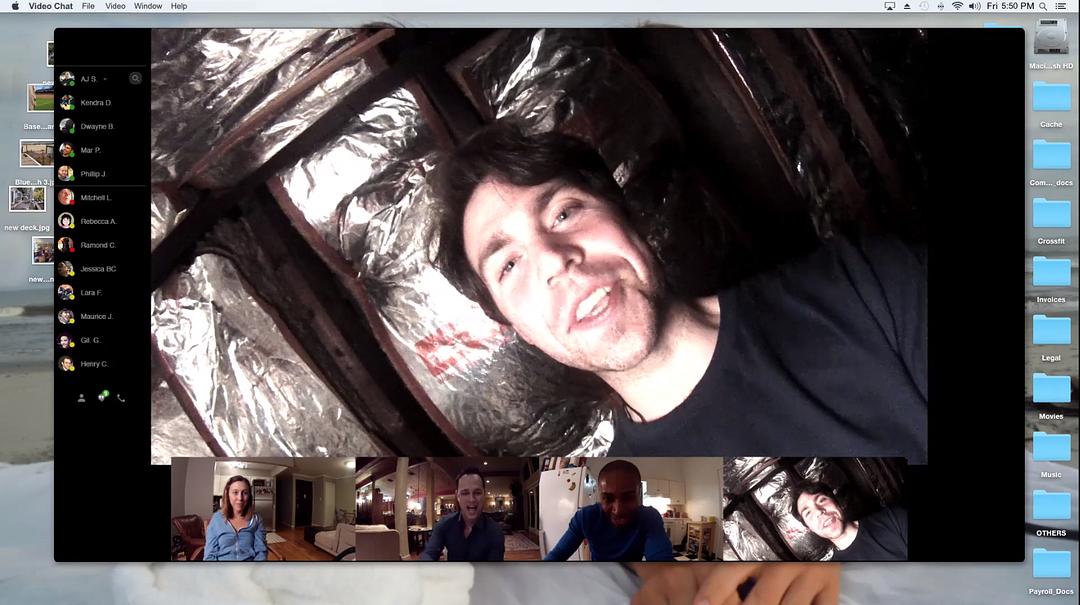 Video Chat File Video Window Help
Fri 5:50 PM
AJ S.
Kendra D.
Dwayne B.
Mar P.
Phillip J.
Mitchell L.
Rebecca A.
Ramond C.
Jessica BC
Lara F.
Maurice J.
Gil. G.
Henry C.
Base...
Blue...h 3.j
new deck.jpg
new...
Maci...sh HD
Cache
Com..._docs
Crossfit
Invoices
Legal
Movies
Music
OTHERS
Payroll_Docs